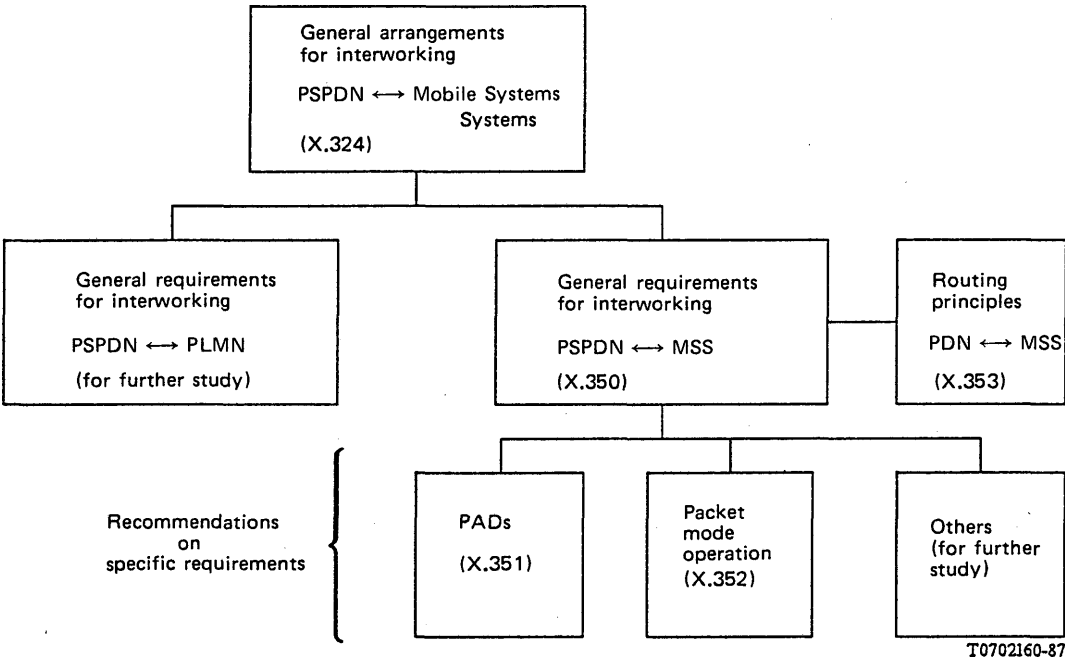 General arrangements
for interworking
PSPDN ⟷ Mobile Systems
Systems
(X.324)
General requirements
for interworking
PSPDN ⟷ PLMN
(for further study)
General requirements
for interworking
PSPDN ⟷ MSS
(X.350)
Routing
principles
PDN ⟷ MSS
(X.353)
Recommendations
on
specific requirements
PADs
(X.351)
Packet
mode
operation
(X.352)
Others
(for further
study)
T0702160-87